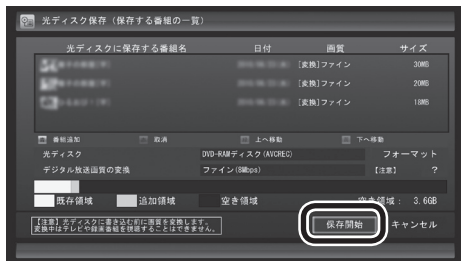 光ディスク保存（保存する番組の一覧）
光ディスクに保存する番組名 日付 画質 サイズ
[変換]ファイン 30MB
[変換]ファイン 20MB
[変換]ファイン 18MB
番組追加 取消 上へ移動 下へ移動
光ディスク DVD-RAMディスク(AVCREC) フォーマット
デジタル放送画質の変換 ファイン(8Mbps) 【注意】 ?
既存領域 追加領域 空き領域 空き領域： 3.6GB
【注意】光ディスクに書き込む前に画質を変換します。
変換中はテレビや録画番組を視聴することはできません。
保存開始 キャンセル